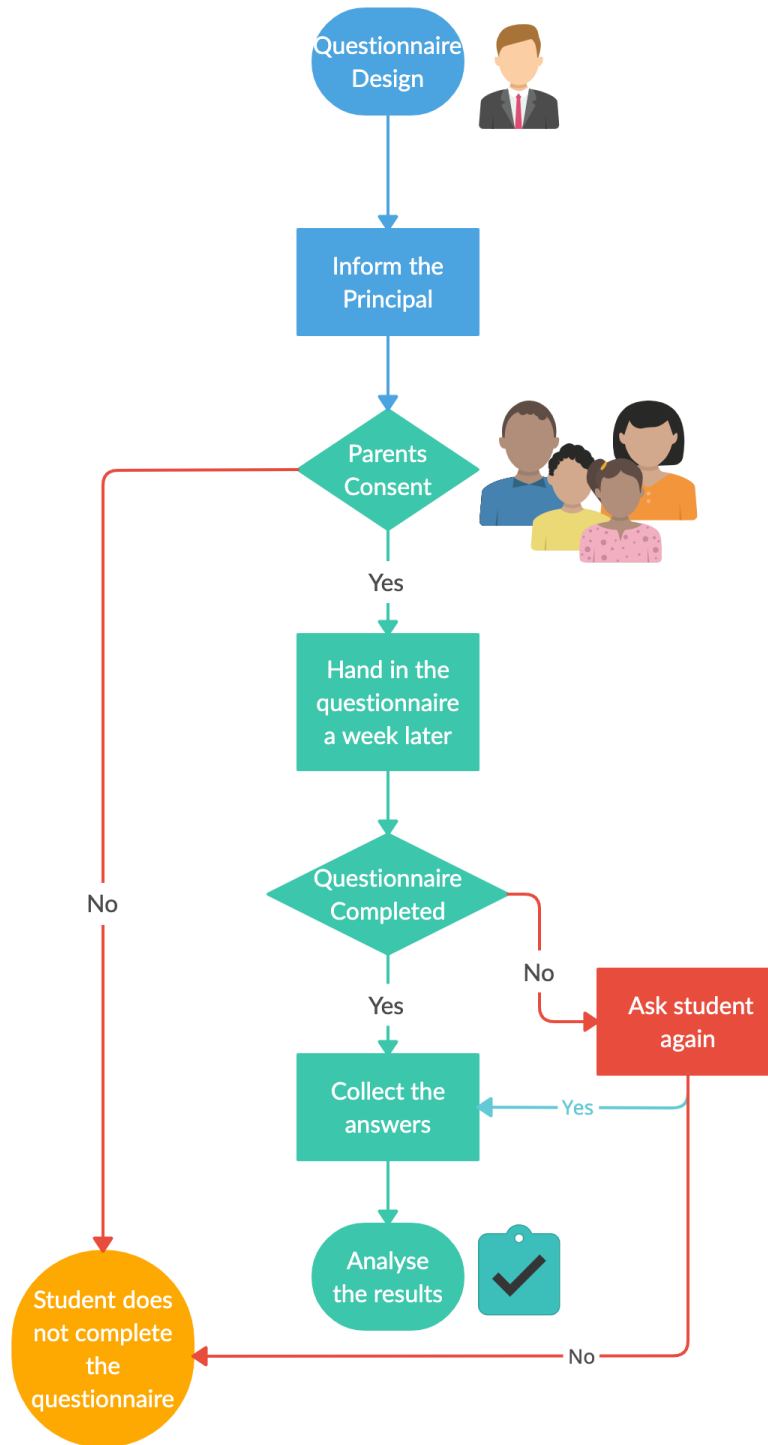 Questionnaire
Design
Inform the
Principal
Parents
Consent
Yes
Hand in the
questionnaire
a week later
No
Questionnaire
Completed
No
Yes
Ask student
again
Collect the
answers
Yes
Analyse
the results
Student does
not complete
the
questionnaire
No